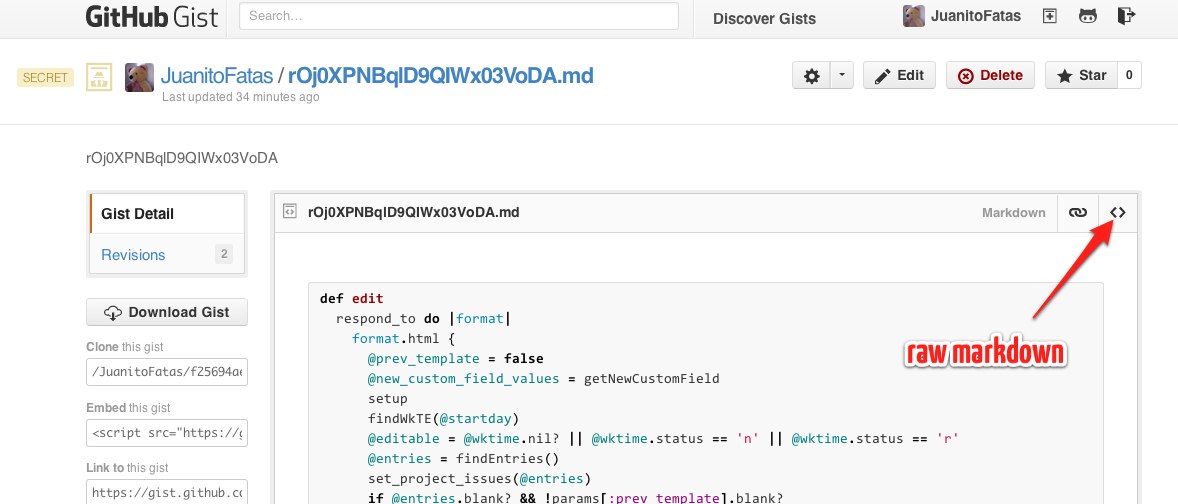 GitHub Gist Search... Discover Gists JuanitoFatas
SECRET JuanitoFatas / rOj0XPNBqlD9QIWx03VoDA.md Edit Delete Star 0
Last updated 34 minutes ago
rOj0XPNBqlD9QIWx03VoDA
Gist Detail
Revisions 2
Download Gist
Clone this gist
/JuanitoFatas/f25694ae
Embed this gist
<script src="https://g
Link to this gist
https://gist.github.co
rOj0XPNBqlD9QIWx03VoDA.md Markdown <>
raw markdown
def edit
respond_to do |format|
format.html {
@prev_template = false
@new_custom_field_values = getNewCustomField
setup
findWkTE(@startday)
@editable = @wktime.nil? || @wktime.status == 'n' || @wktime.status == 'r'
@entries = findEntries()
set_project_issues(@entries)
if @entries.blank? && !params[:prev_template].blank?